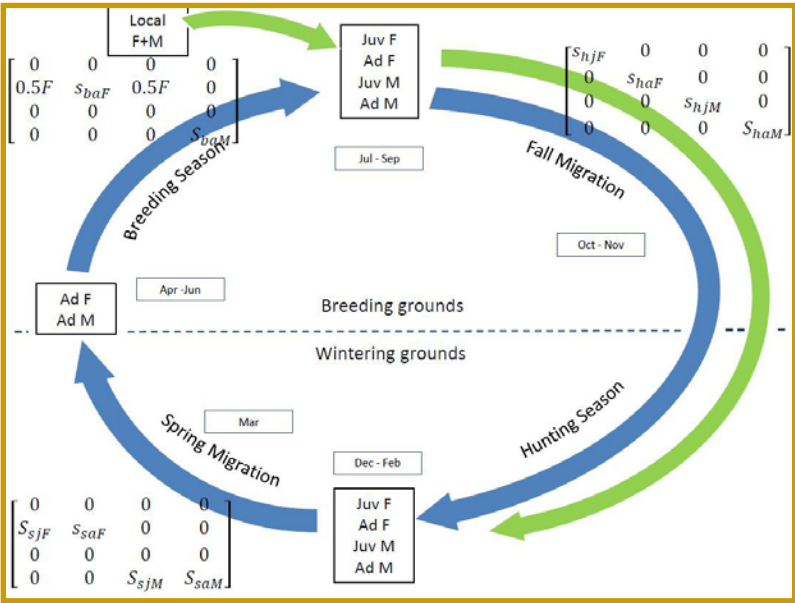 Local
F+M
Juv F
Ad F
Juv M
Ad M
0 0 0 0
0.5F s_baF 0.5F 0
0 0 0 0
0 0 0 S_baM
s_hjF 0 0 0
0 s_haF 0 0
0 0 s_hjM 0
0 0 0 S_haM
Breeding Season
Jul - Sep
Fall Migration
Oct - Nov
Apr -Jun
Ad F
Ad M
Breeding grounds
Wintering grounds
Mar
Spring Migration
Hunting Season
Dec - Feb
Juv F
Ad F
Juv M
Ad M
0 0 0 0
S_sjF s_saF 0 0
0 0 0 0
0 0 S_sjM S_saM